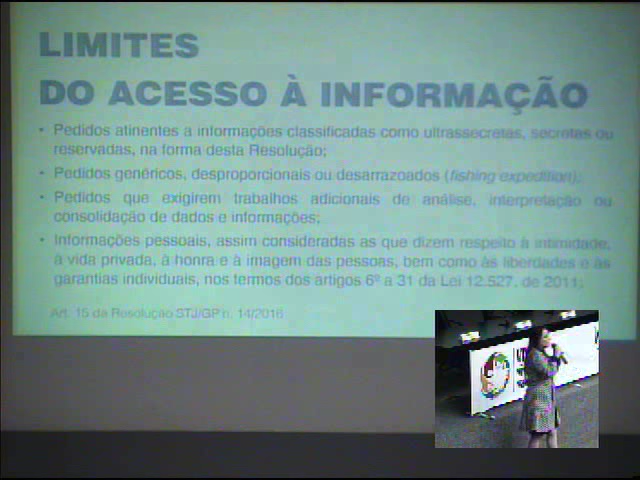 LIMITES
DO ACESSO À INFORMAÇÃO
• Pedidos atinentes a informações classificadas como ultrassecretas, secretas ou
reservadas, na forma desta Resolução;
• Pedidos genéricos, desproporcionais ou desarrazoados (fishing expedition);
• Pedidos que exigirem trabalhos adicionais de análise, interpretação ou
consolidação de dados e informações;
• Informações pessoais, assim consideradas as que dizem respeito à intimidade,
à vida privada, à honra e à imagem das pessoas, bem como às liberdades e às
garantias individuais, nos termos dos artigos 6º a 31 da Lei 12.527, de 2011;
Art. 15 da Resolução STJ/GP n. 14/2016